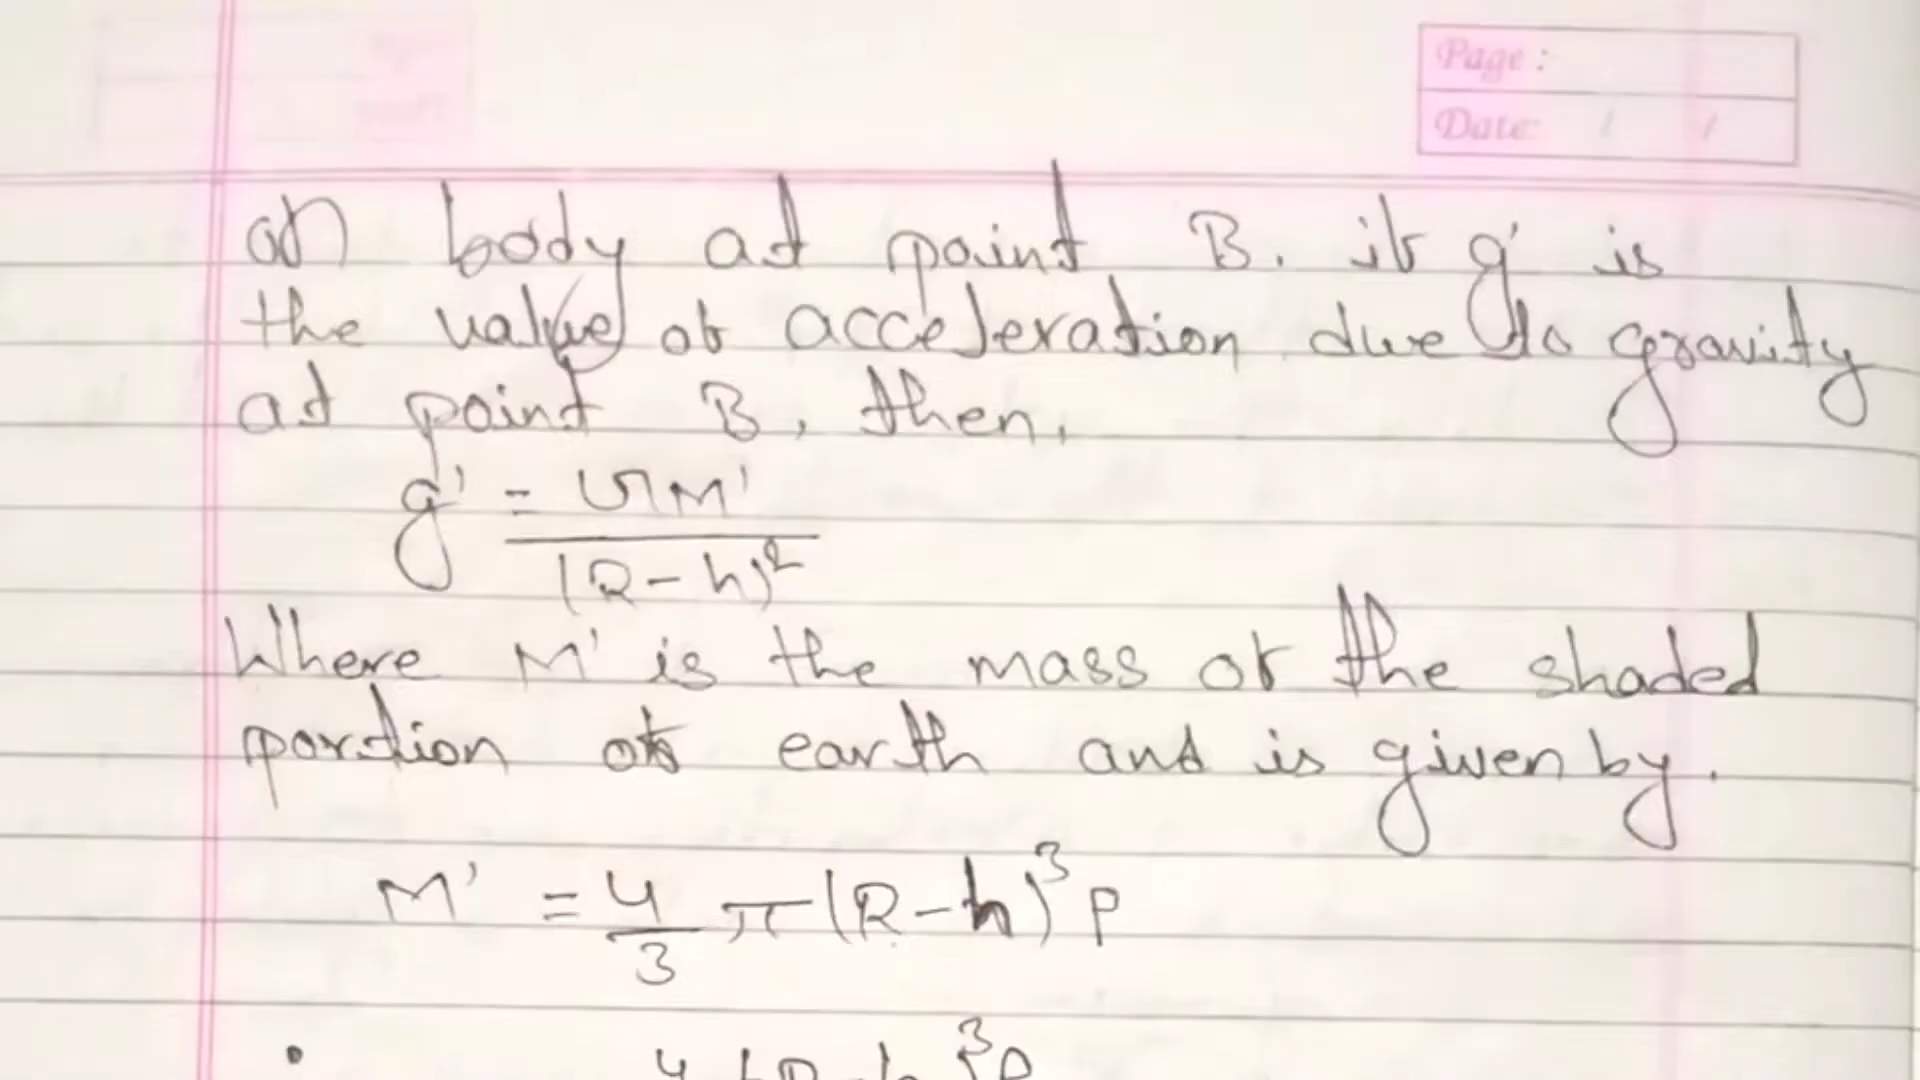 Page :
Date: / /
on body at point B. if g' is
the value of acceleration due to gravity
at point B, then,
g' = GM'
(R-h)²
Where M' is the mass of the shaded
portion of earth and is given by.
M' = 4/3 π (R-h)³ P